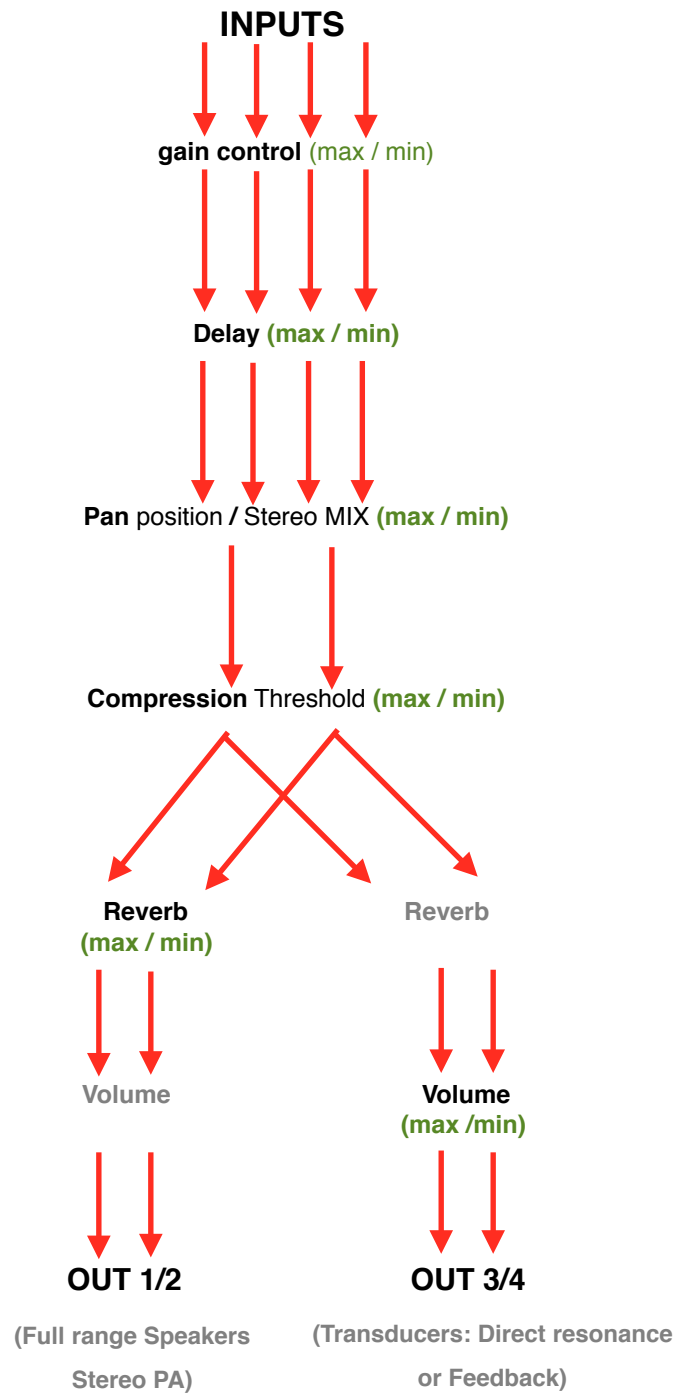 INPUTS
gain control (max / min)
Delay (max / min)
Pan position / Stereo MIX (max / min)
Compression Threshold (max / min)
Reverb
(max / min)
Reverb
Volume
Volume
(max /min)
OUT 1/2
OUT 3/4
(Full range Speakers
Stereo PA)
(Transducers: Direct resonance
or Feedback)